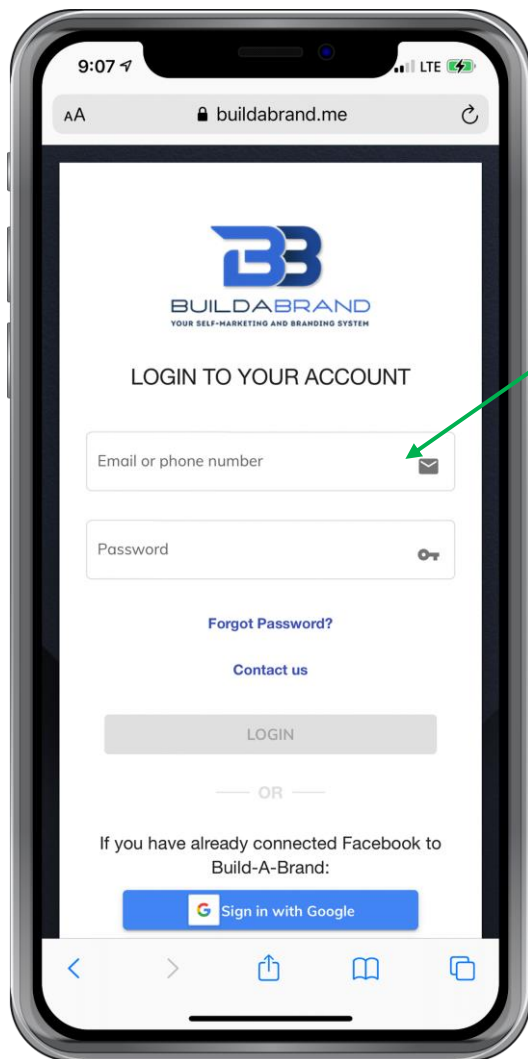 9:07
LTE
AA
buildabrand.me
BUILDABRAND
YOUR SELF-MARKETING AND BRANDING SYSTEM
LOGIN TO YOUR ACCOUNT
Email or phone number
Password
Forgot Password?
Contact us
LOGIN
OR
If you have already connected Facebook to
Build-A-Brand:
Sign in with Google